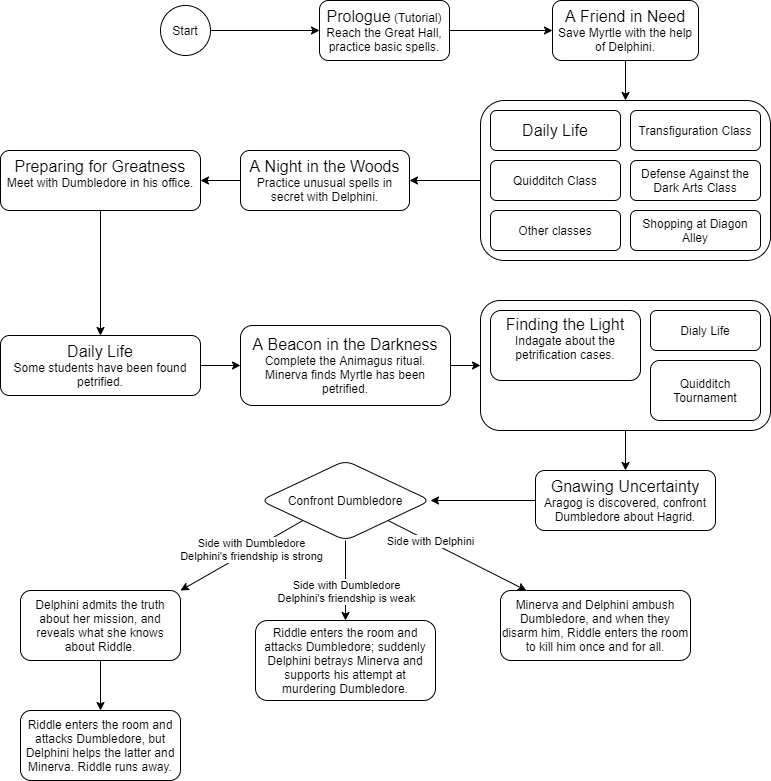 Start
Prologue (Tutorial)
Reach the Great Hall,
practice basic spells.
A Friend in Need
Save Myrtle with the help
of Delphini.
Daily Life
Transfiguration Class
Quidditch Class
Defense Against the
Dark Arts Class
Other classes
Shopping at Diagon
Alley
A Night in the Woods
Practice unusual spells in
secret with Delphini.
Preparing for Greatness
Meet with Dumbledore in his office.
Daily Life
Some students have been found
petrified.
A Beacon in the Darkness
Complete the Animagus ritual.
Minerva finds Myrtle has been
petrified.
Finding the Light
Indagate about the
petrification cases.
Dialy Life
Quidditch
Tournament
Gnawing Uncertainty
Aragog is discovered, confront
Dumbledore about Hagrid.
Confront Dumbledore
Side with Dumbledore
Delphini's friendship is strong
Side with Dumbledore
Delphini's friendship is weak
Side with Delphini
Delphini admits the truth
about her mission, and
reveals what she knows
about Riddle.
Riddle enters the room and
attacks Dumbledore; suddenly
Delphini betrays Minerva and
supports his attempt at
murdering Dumbledore.
Minerva and Delphini ambush
Dumbledore, and when they
disarm him, Riddle enters the room
to kill him once and for all.
Riddle enters the room and
attacks Dumbledore, but
Delphini helps the latter and
Minerva. Riddle runs away.